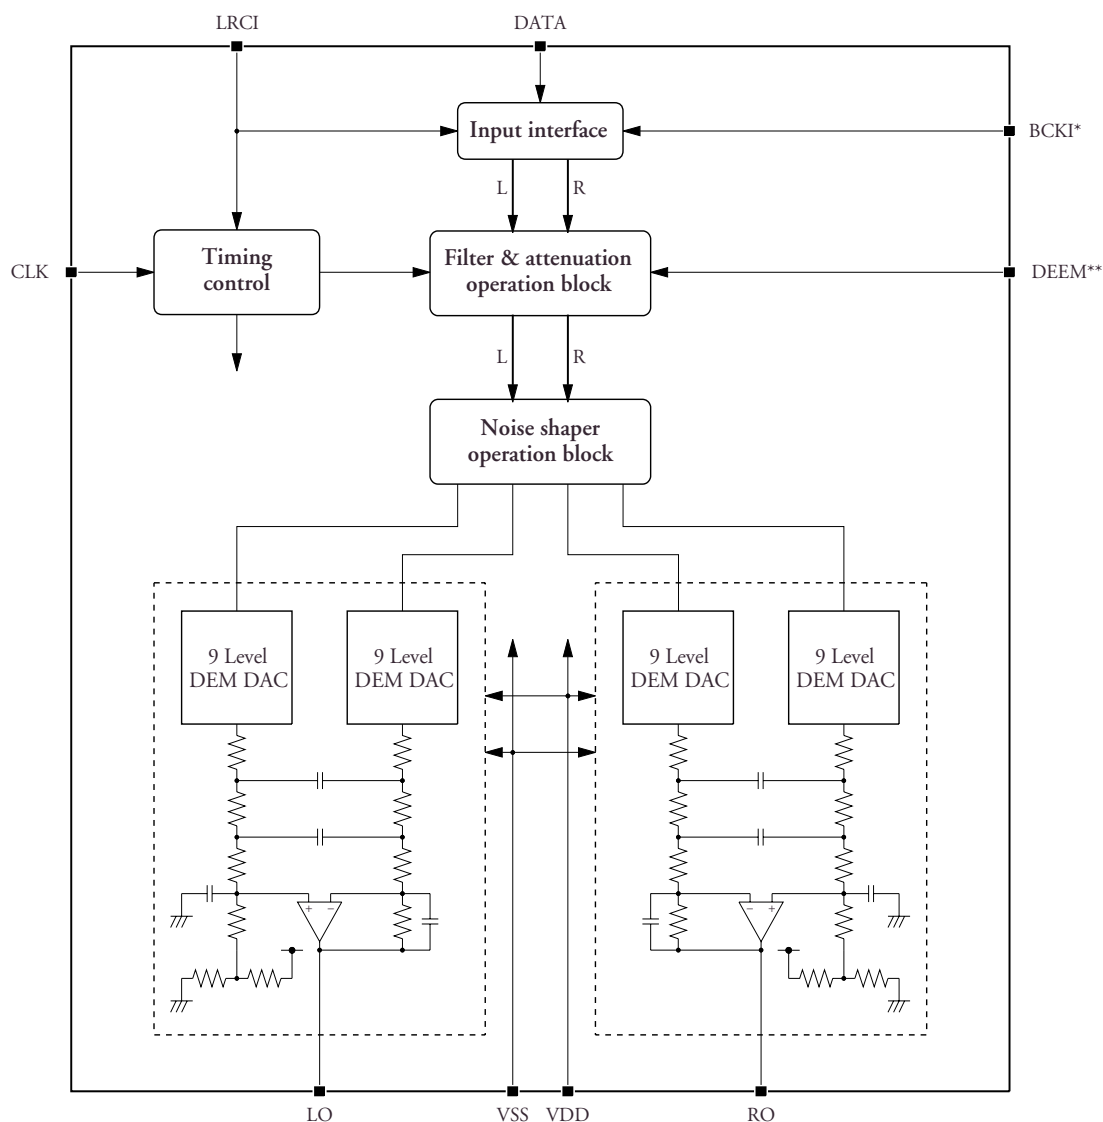 LRCI
DATA
Input interface
BCKI*
L
R
CLK
Timing
control
Filter & attenuation
operation block
DEEM**
L
R
Noise shaper
operation block
9 Level
DEM DAC
9 Level
DEM DAC
9 Level
DEM DAC
9 Level
DEM DAC
+
−
−
+
LO
VSS
VDD
RO